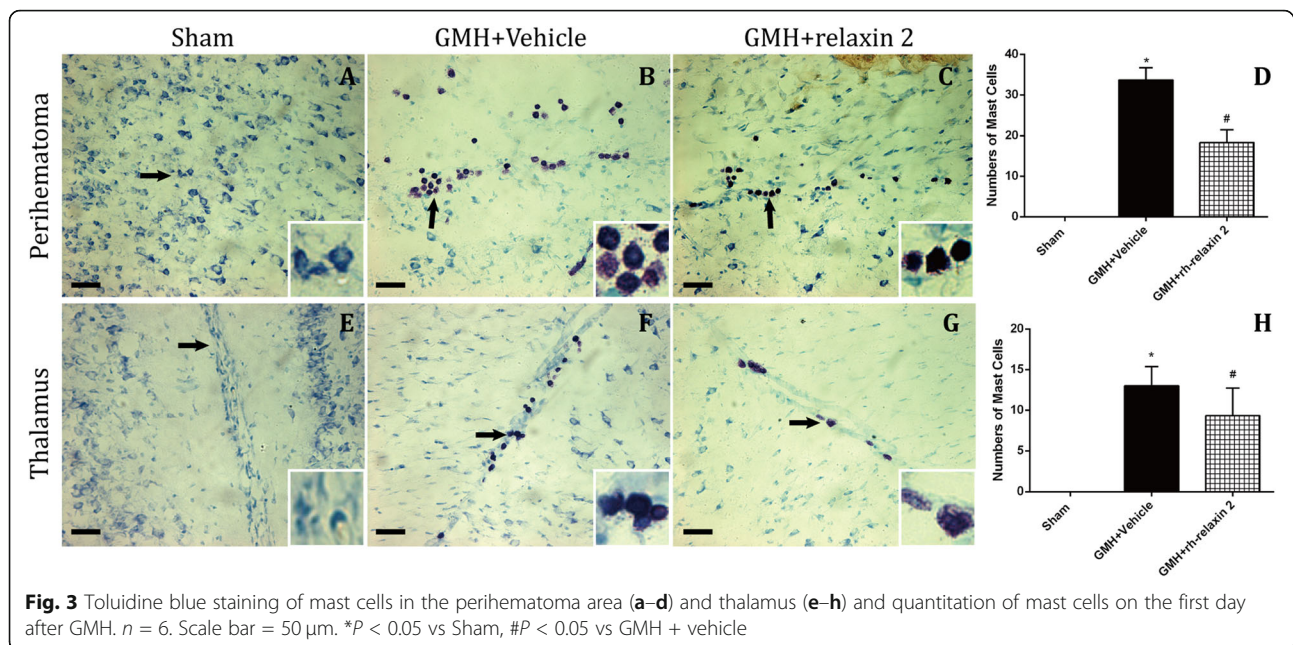 Sham
GMH+Vehicle
GMH+relaxin 2
Perihematoma
A
B
C
D
Numbers of Mast Cells
40
30
20
10
0
*
#
Sham
GMH+Vehicle
GMH+rh-relaxin 2
Thalamus
E
F
G
H
Numbers of Mast Cells
20
15
10
5
0
*
#
Sham
GMH+Vehicle
GMH+rh-relaxin 2
Fig. 3 Toluidine blue staining of mast cells in the perihematoma area (a–d) and thalamus (e–h) and quantitation of mast cells on the first day
after GMH. n = 6. Scale bar = 50 μm. *P < 0.05 vs Sham, #P < 0.05 vs GMH + vehicle